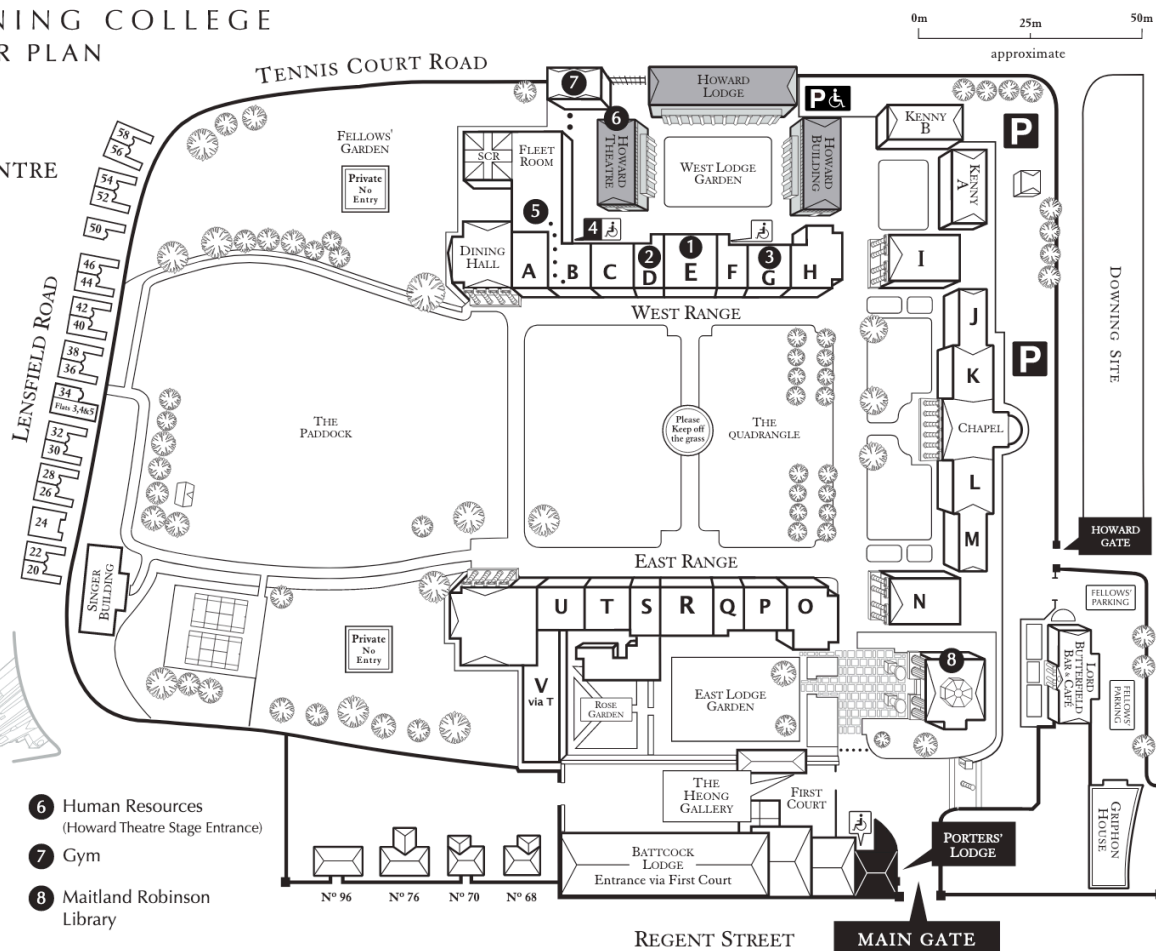 NING COLLEGE
R PLAN
NTRE
0m 25m 50m
approximate
TENNIS COURT ROAD
7
HOWARD
LODGE
P
6
HOWARD
THEATRE
WEST LODGE
GARDEN
HOWARD
BUILDING
KENNY
B
P
KENNY
A
FELLOWS'
GARDEN
Private
No
Entry
SCR
FLEET
ROOM
5
4
DINING
HALL
A
B
C
2
D
1
E
F
3
G
H
I
WEST RANGE
J
K
P
CHAPEL
L
M
N
DOWNING SITE
LENSFIELD ROAD
58
56
54
52
50
46
44
42
40
38
36
34
Flats 3,4&5
32
30
28
26
24
22
20
THE
PADDOCK
Please
Keep off
the grass
THE
QUADRANGLE
HOWARD
GATE
EAST RANGE
SINGER
BUILDING
Private
No
Entry
U
T
S
R
Q
P
O
V
via T
ROSE
GARDEN
EAST LODGE
GARDEN
8
FELLOWS'
PARKING
LORD
BUTTERFIELD
BAR & CAFÉ
FELLOWS'
PARKING
THE
HEONG
GALLERY
FIRST
COURT
GRIPHON
HOUSE
BATTCOCK
LODGE
Entrance via First Court
PORTERS'
LODGE
Nº 96
Nº 76
Nº 70
Nº 68
REGENT STREET
MAIN GATE
6 Human Resources
(Howard Theatre Stage Entrance)
7 Gym
8 Maitland Robinson
Library